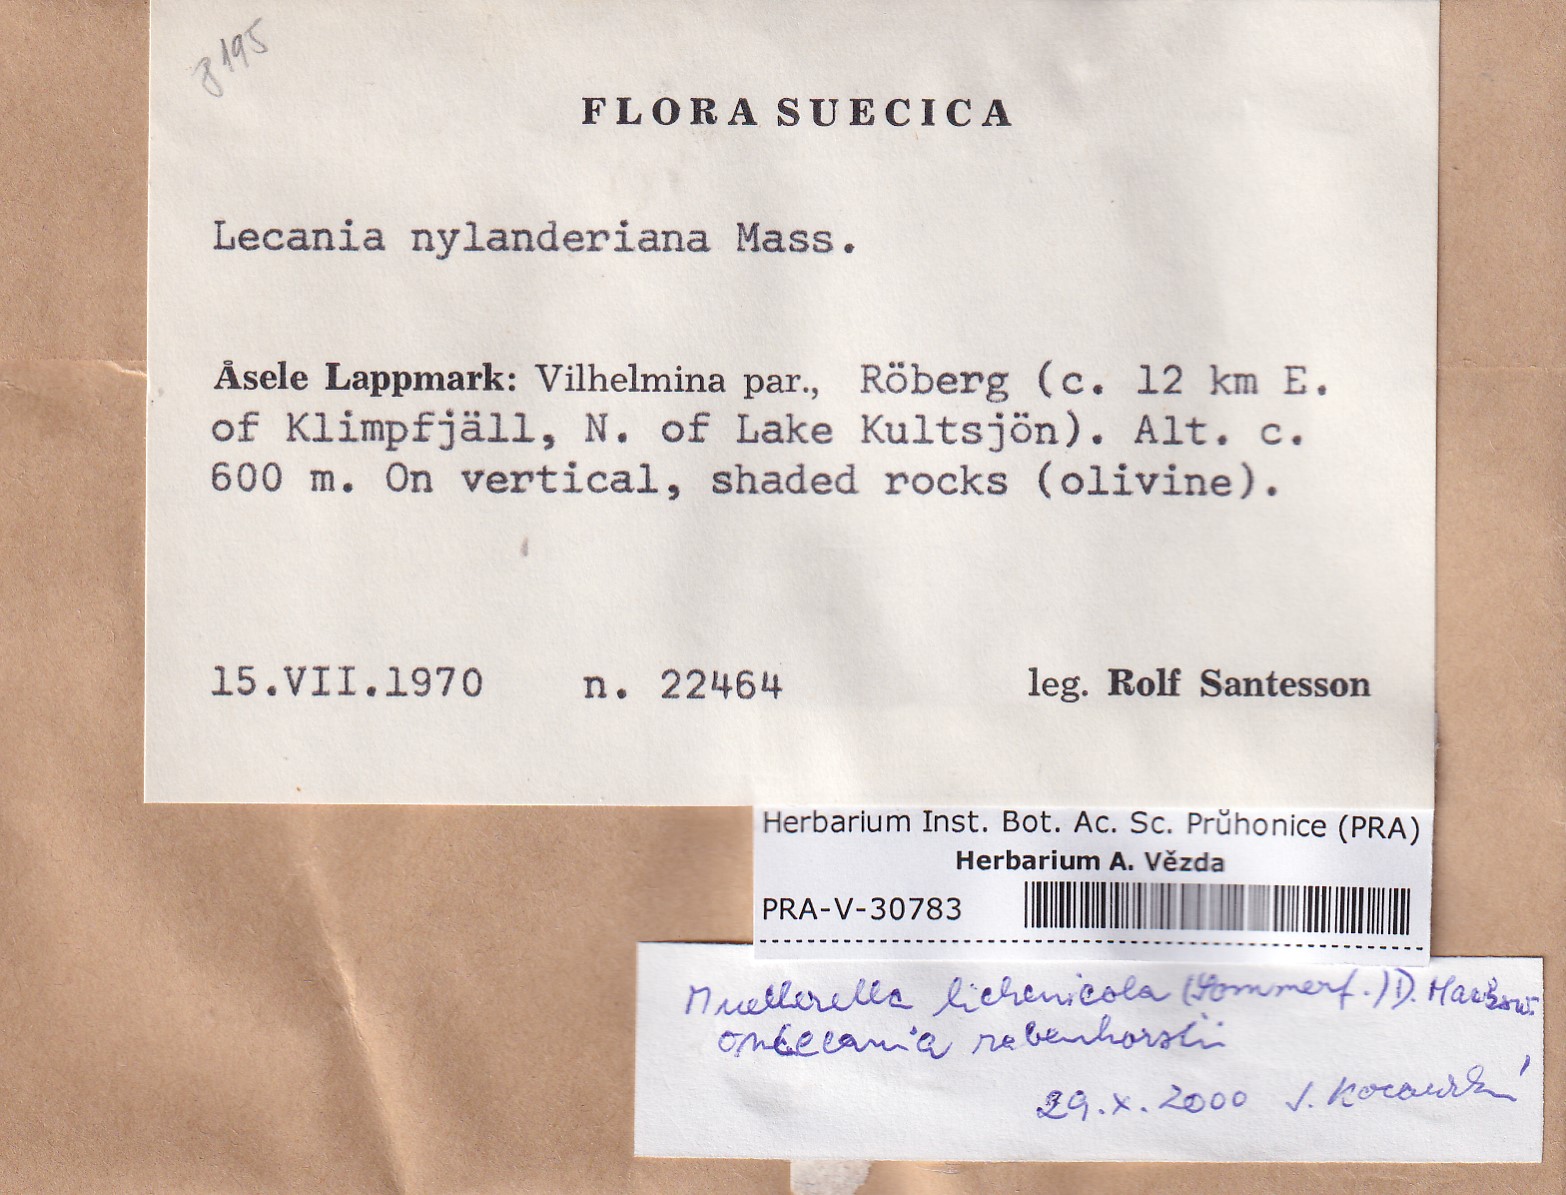 8195
FLORA SUECICA
Lecania nylanderiana Mass.
Åsele Lappmark: Vilhelmina par., Röberg (c. 12 km E.
of Klimpfjäll, N. of Lake Kultsjön). Alt. c.
600 m. On vertical, shaded rocks (olivine).
15.VII.1970 n. 22464 leg. Rolf Santesson
Herbarium Inst. Bot. Ac. Sc. Průhonice (PRA)
Herbarium A. Vězda
PRA-V-30783
Muellerella lichenicola (Sommerf.) D. Hawksw.
on Lecania rabenhorstii
29.X.2000 J. Kocourková